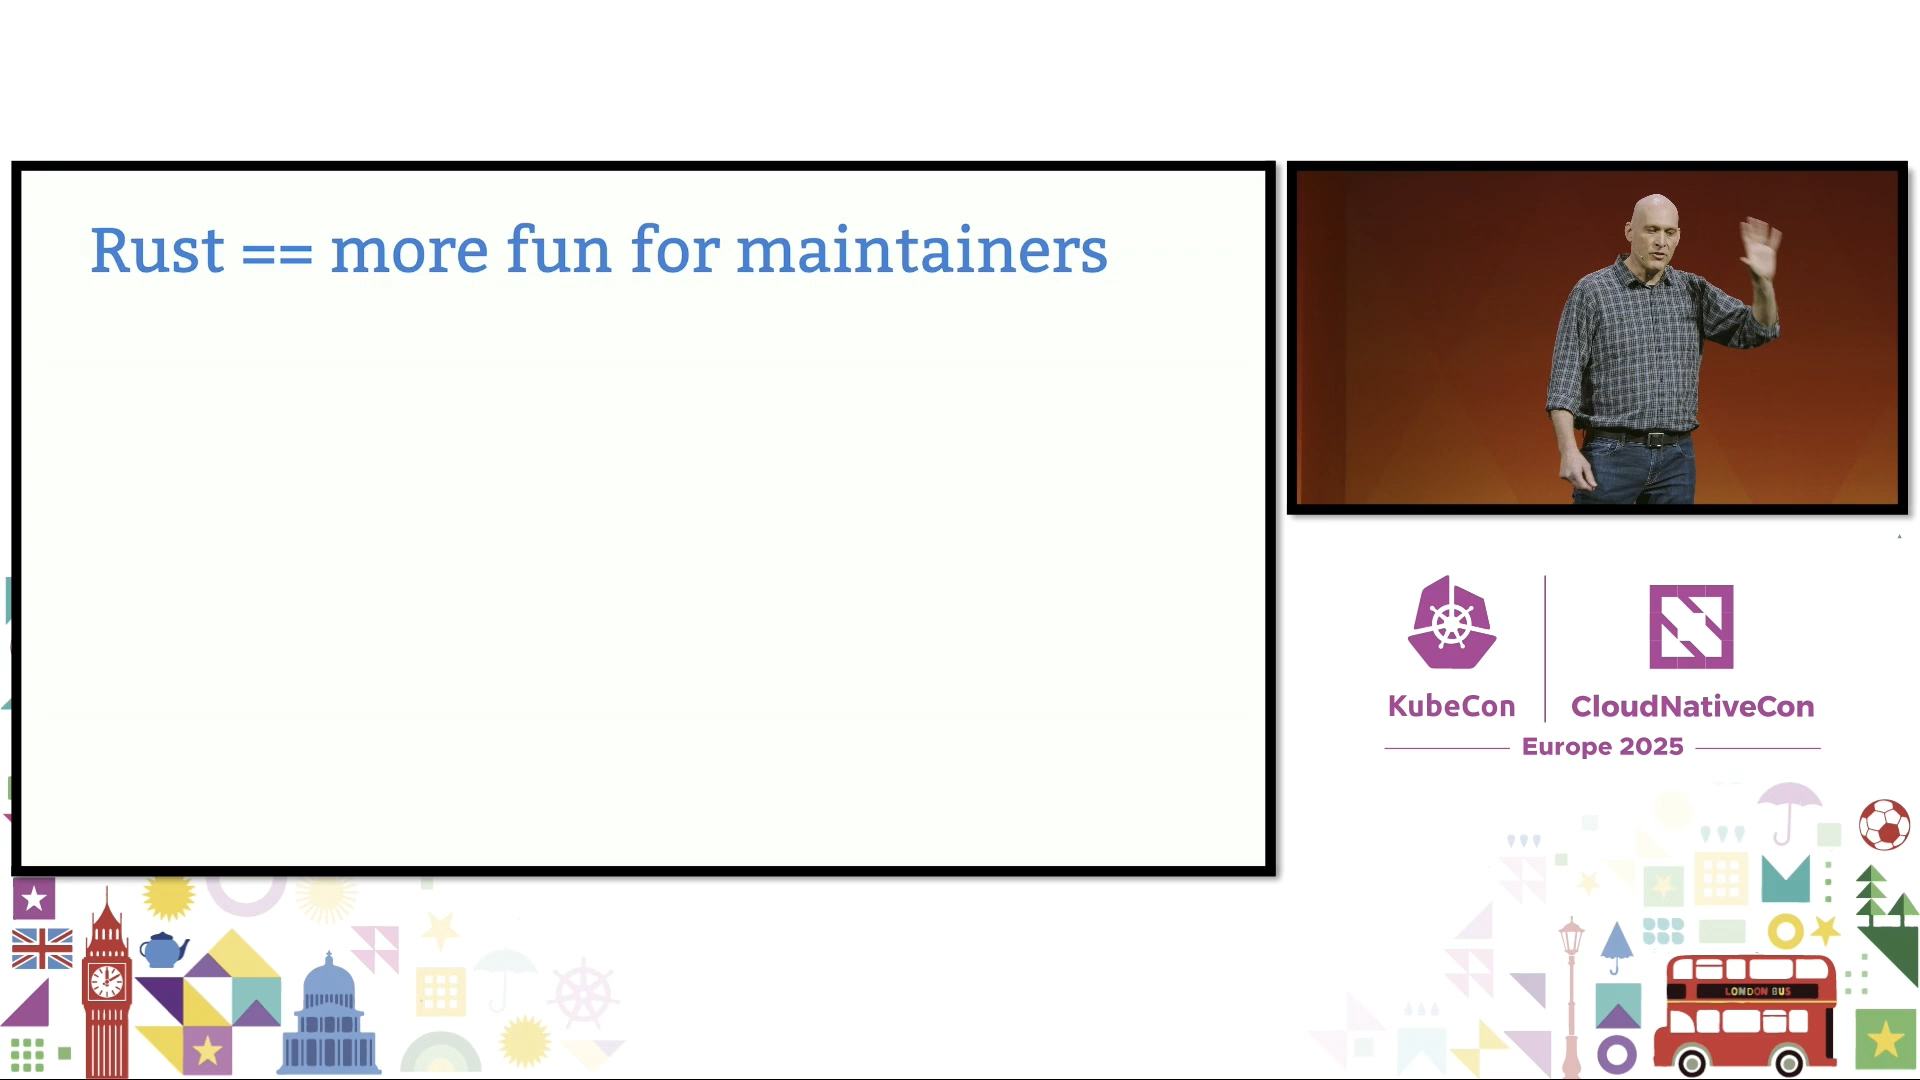 Rust == more fun for maintainers
KubeCon
CloudNativeCon
Europe 2025
LONDON BUS